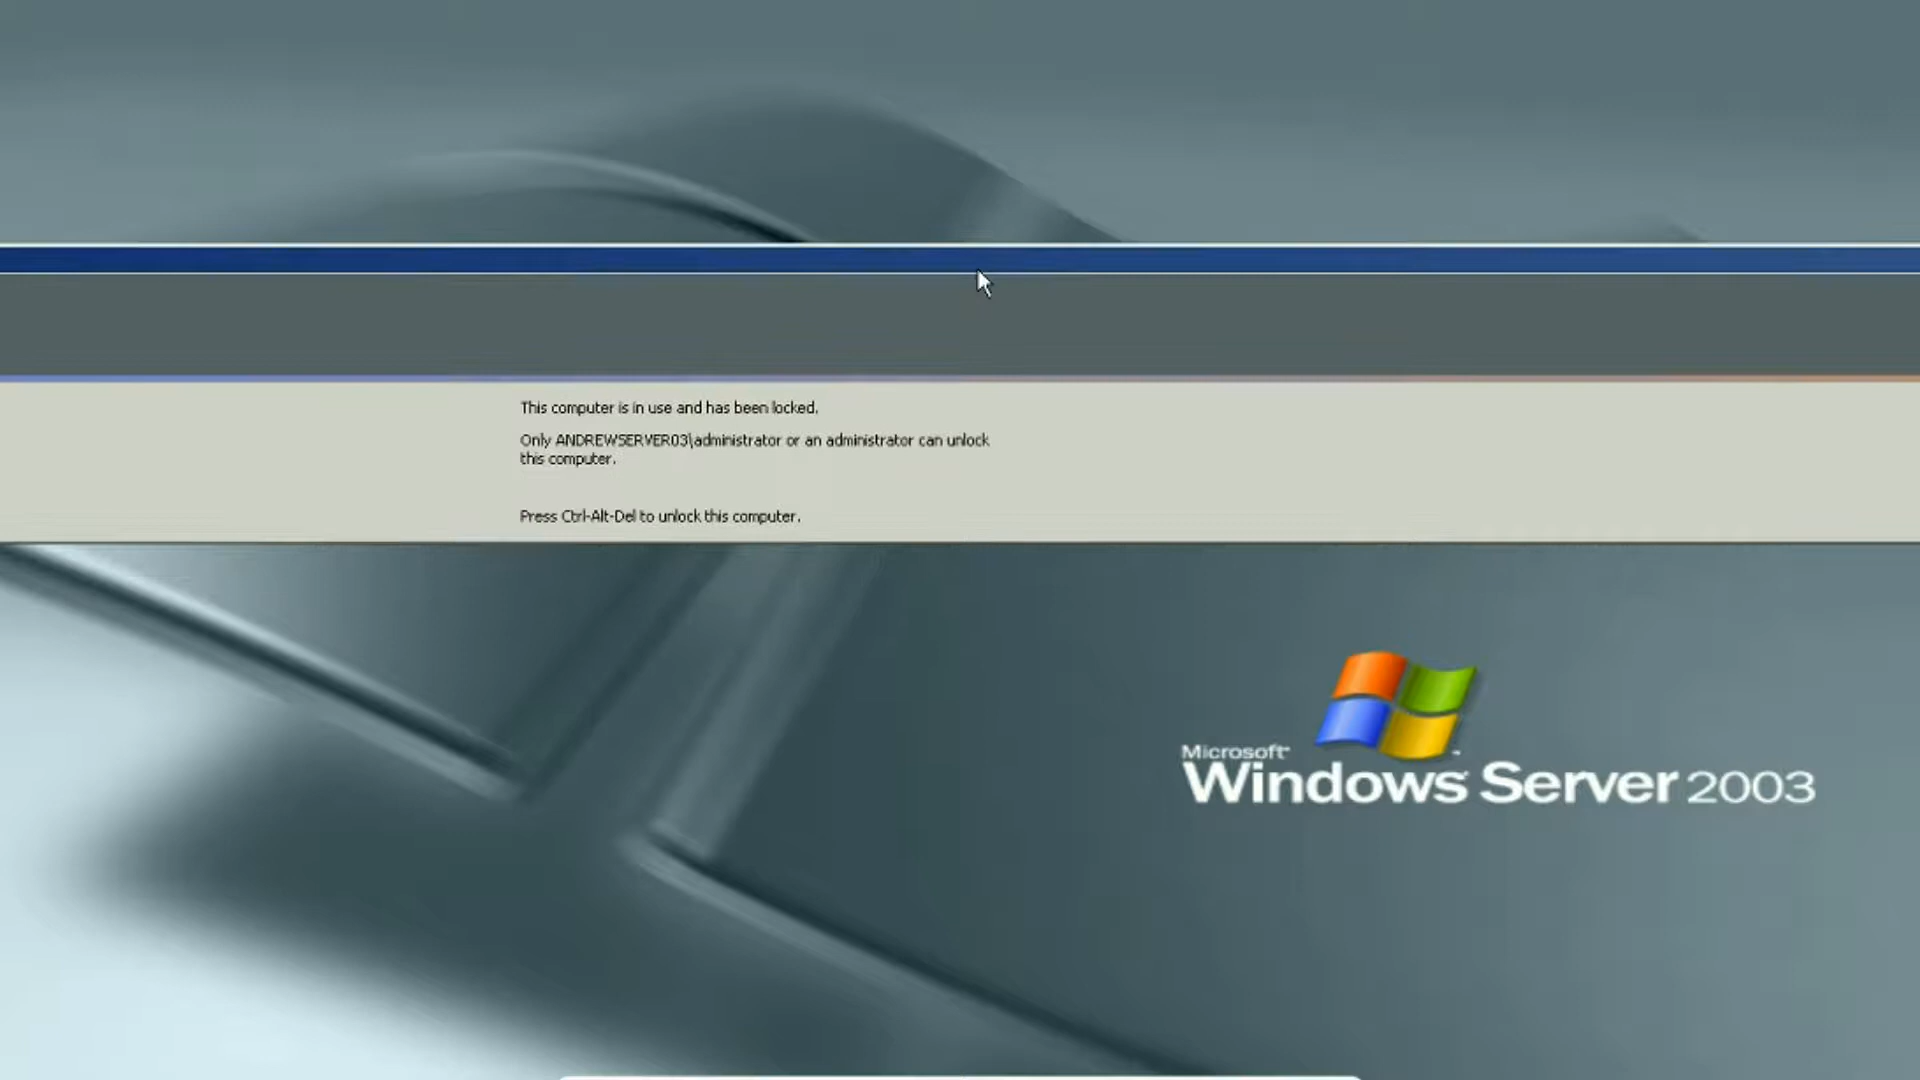 This computer is in use and has been locked.
Only ANDREWSERVER03\administrator or an administrator can unlock
this computer.
Press Ctrl-Alt-Del to unlock this computer.
Microsoft
Windows Server 2003